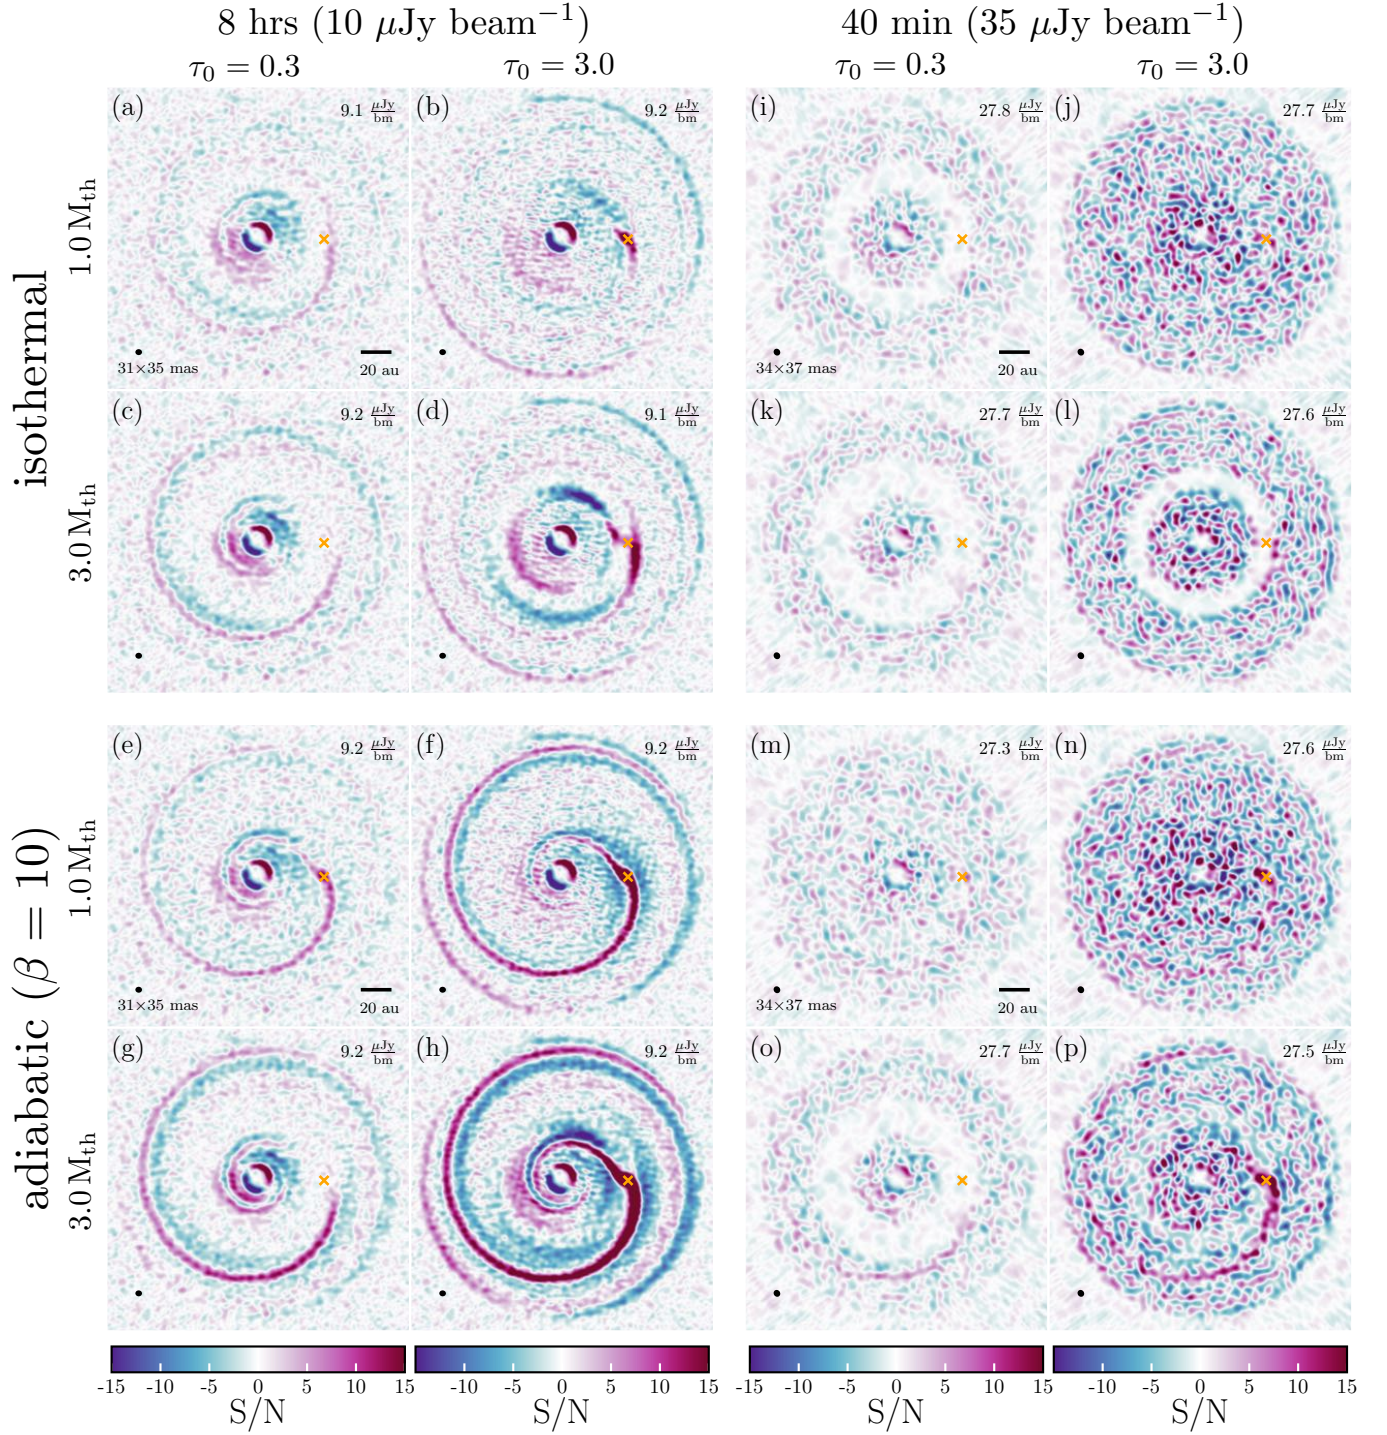 8 hrs (10 μJy beam⁻¹) 40 min (35 μJy beam⁻¹)
τ₀ = 0.3 τ₀ = 3.0 τ₀ = 0.3 τ₀ = 3.0
isothermal
1.0 M_th
(a) 9.1 μJy/bm (b) 9.2 μJy/bm (i) 27.8 μJy/bm (j) 27.7 μJy/bm
31×35 mas 20 au 34×37 mas 20 au
3.0 M_th
(c) 9.2 μJy/bm (d) 9.1 μJy/bm (k) 27.7 μJy/bm (l) 27.6 μJy/bm
adiabatic (β = 10)
1.0 M_th
(e) 9.2 μJy/bm (f) 9.2 μJy/bm (m) 27.3 μJy/bm (n) 27.6 μJy/bm
31×35 mas 20 au 34×37 mas 20 au
3.0 M_th
(g) 9.2 μJy/bm (h) 9.2 μJy/bm (o) 27.7 μJy/bm (p) 27.5 μJy/bm
-15 -10 -5 0 5 10 15 -10 -5 0 5 10 15 -15 -10 -5 0 5 10 15 -10 -5 0 5 10 15
S/N S/N S/N S/N